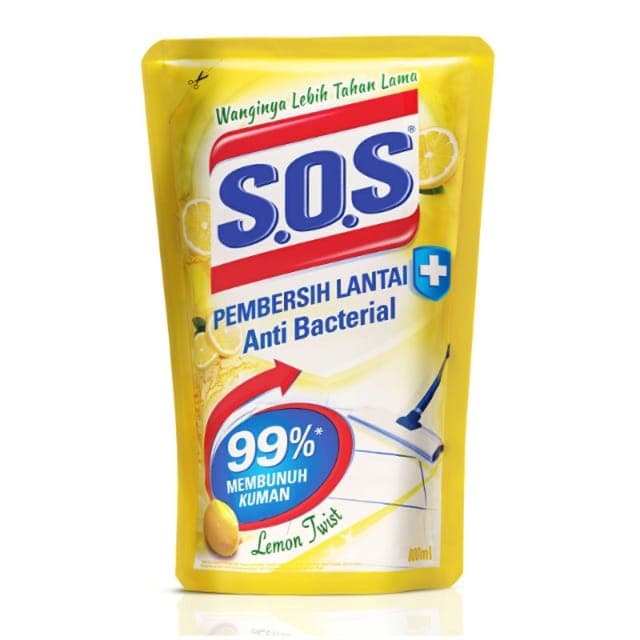 Wanginya Lebih Tahan Lama
S.O.S®
PEMBERSIH LANTAI
Anti Bacterial
99%*
MEMBUNUH
KUMAN
Lemon Twist